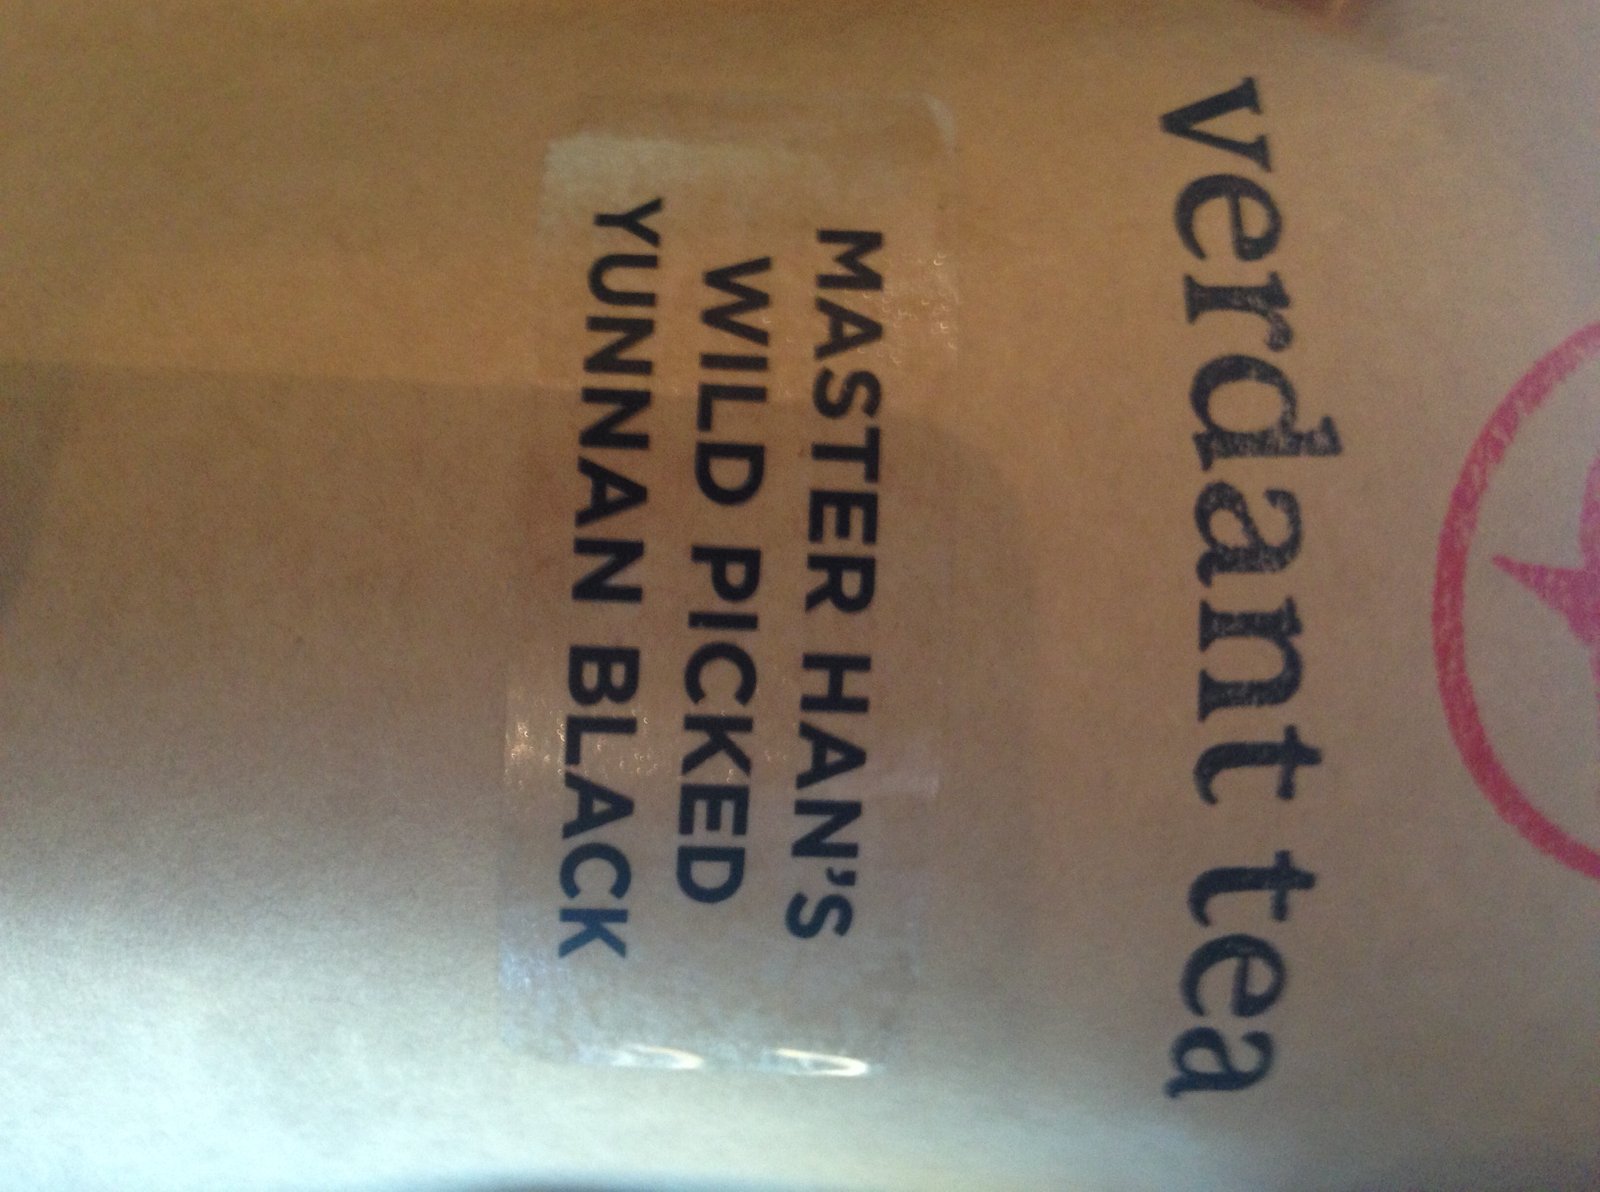 verdant tea
MASTER HAN'S
WILD PICKED
YUNNAN BLACK